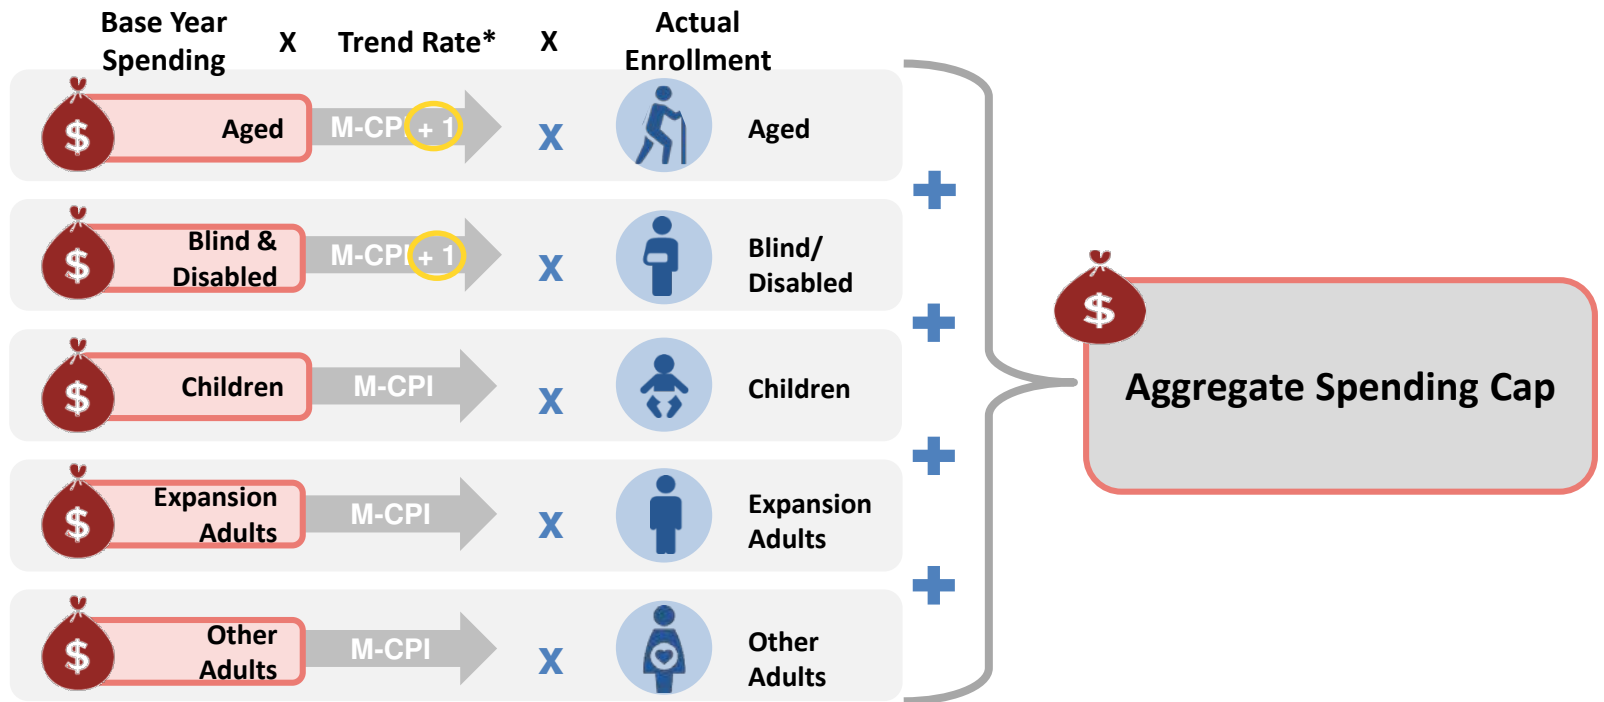 Base Year
Spending
X
Trend Rate*
X
Actual
Enrollment
$
Aged
M-CPI + 1
X
Aged
+
$
Blind &
Disabled
M-CPI + 1
X
Blind/
Disabled
+
$
Children
M-CPI
X
Children
+
$
Expansion
Adults
M-CPI
X
Expansion
Adults
+
$
Other
Adults
M-CPI
X
Other
Adults
$
Aggregate Spending Cap